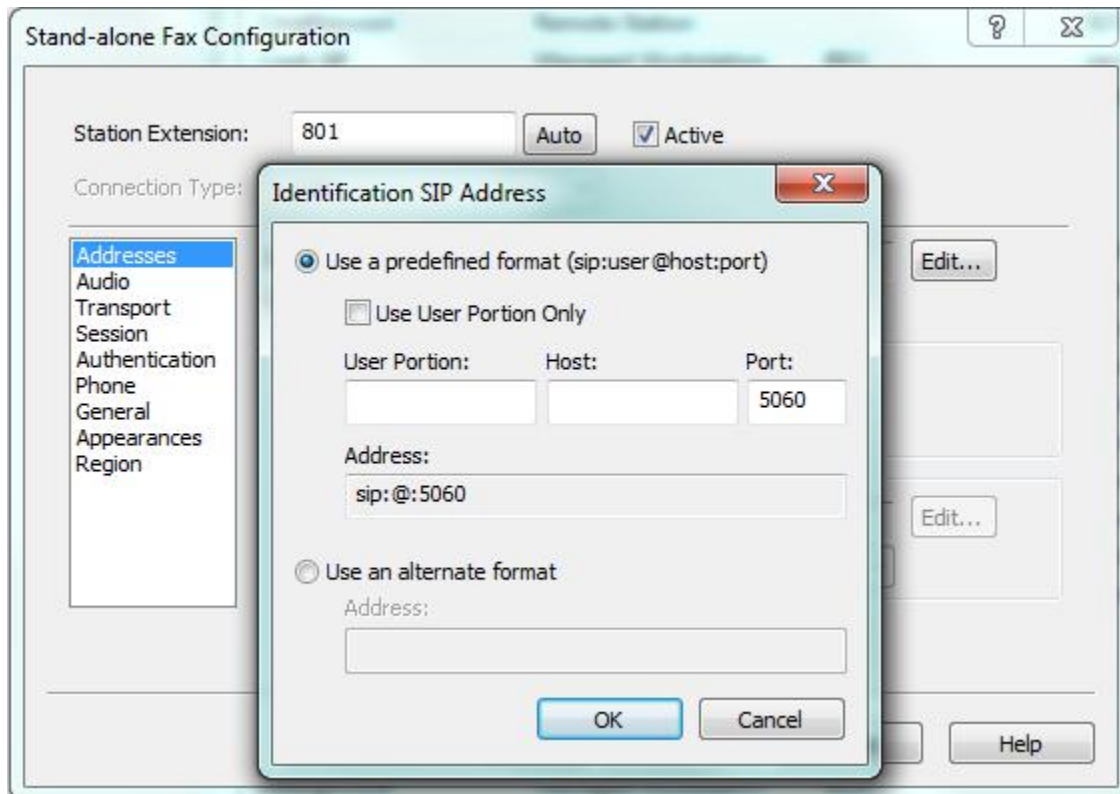 Stand-alone Fax Configuration
Station Extension: 801 Auto Active
Connection Type:
Identification SIP Address
Addresses
Audio
Transport
Session
Authentication
Phone
General
Appearances
Region
Use a predefined format (sip:user@host:port)
Edit...
Use User Portion Only
User Portion: Host: Port:
5060
Address:
sip:@:5060
Edit...
Use an alternate format
Address:
OK Cancel
Help